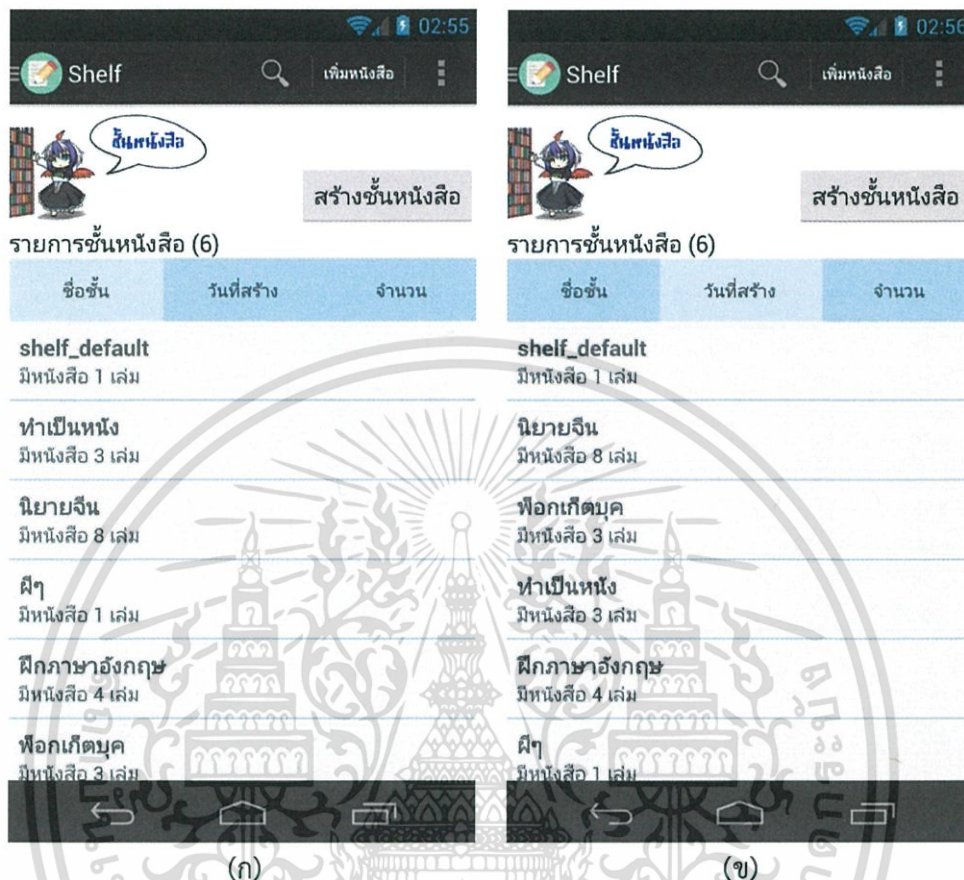 02:55
Shelf เพิ่มหนังสือ
ชั้นหนังสือ
สร้างชั้นหนังสือ
รายการชั้นหนังสือ (6)
ชื่อชั้น วันที่สร้าง จำนวน
shelf_default
มีหนังสือ 1 เล่ม
ทำเป็นหนัง
มีหนังสือ 3 เล่ม
นิยายจีน
มีหนังสือ 8 เล่ม
ผีๆ
มีหนังสือ 1 เล่ม
ฝึกภาษาอังกฤษ
มีหนังสือ 4 เล่ม
พ็อกเก็ตบุค
มีหนังสือ 3 เล่ม
(ก)
02:56
Shelf เพิ่มหนังสือ
ชั้นหนังสือ
สร้างชั้นหนังสือ
รายการชั้นหนังสือ (6)
ชื่อชั้น วันที่สร้าง จำนวน
shelf_default
มีหนังสือ 1 เล่ม
นิยายจีน
มีหนังสือ 8 เล่ม
พ็อกเก็ตบุค
มีหนังสือ 3 เล่ม
ทำเป็นหนัง
มีหนังสือ 3 เล่ม
ฝึกภาษาอังกฤษ
มีหนังสือ 4 เล่ม
ผีๆ
มีหนังสือ 1 เล่ม
(ข)